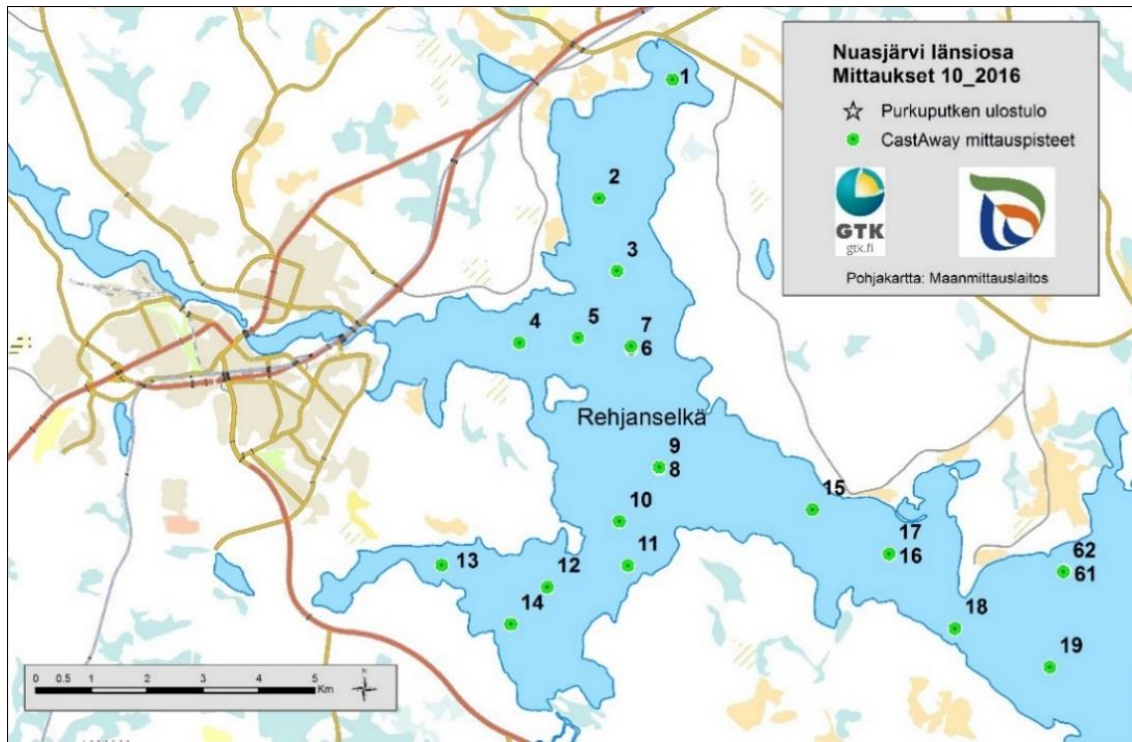 Nuasjärvi länsiosa
Mittaukset 10_2016
Purkuputken ulostulo
CastAway mittauspisteet
GTK
gtk.fi
Pohjakartta: Maanmittauslaitos
1
2
3
4
5
7
6
Rehjanselkä
9
8
10
11
12
13
14
15
17
16
18
62
61
19
0 0.5 1 2 3 4 5
Km